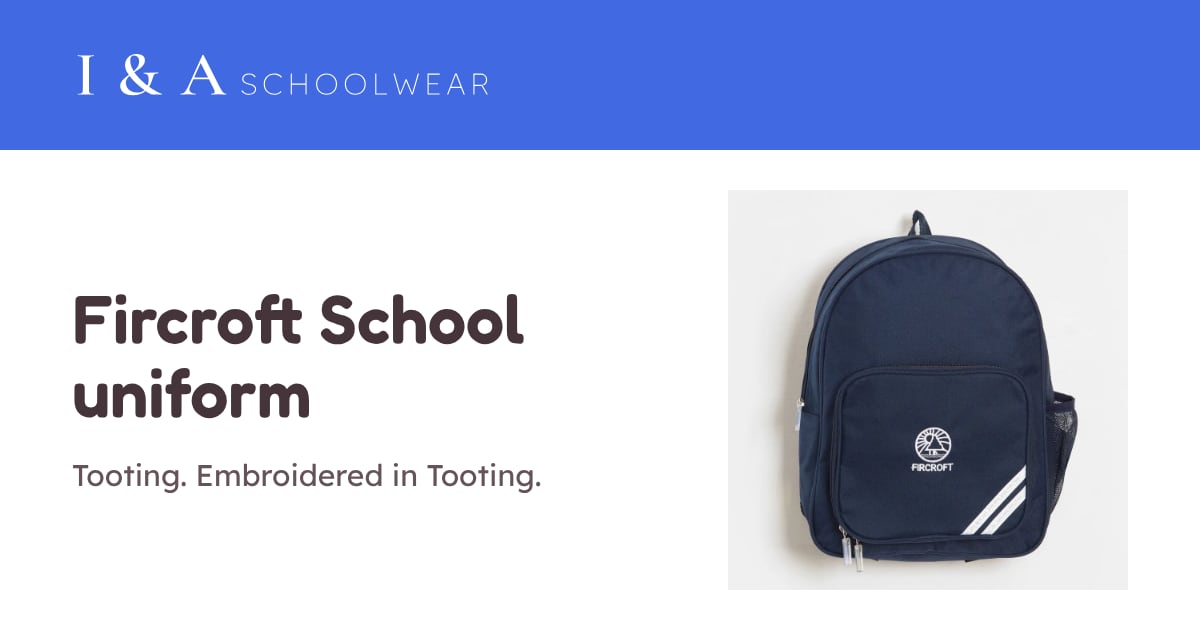 I & A SCHOOLWEAR
Fircroft School
uniform
Tooting. Embroidered in Tooting.
FIRCROFT